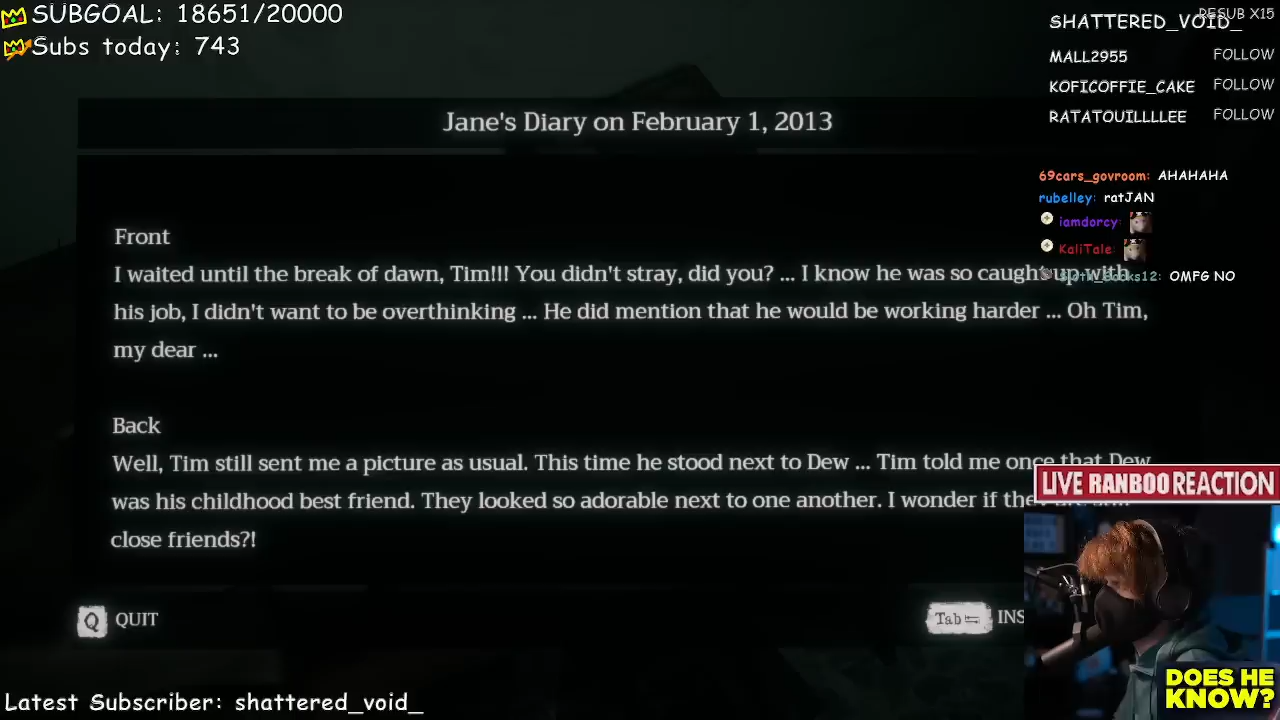 SUBGOAL: 18651/20000
Subs today: 743
RESUB X15
SHATTERED_VOID_
MALL2955 FOLLOW
KOFICOFFIE_CAKE FOLLOW
RATATOUILLLLEE FOLLOW
69cars_govroom: AHAHAHA
rubelley: ratJAN
iamdorcy:
KaliTale:
OMFG NO
Jane's Diary on February 1, 2013
Front
I waited until the break of dawn, Tim!!! You didn't stray, did you? ... I know he was so caught up with
his job, I didn't want to be overthinking ... He did mention that he would be working harder ... Oh Tim,
my dear ...
Back
Well, Tim still sent me a picture as usual. This time he stood next to Dew ... Tim told me once that Dew
was his childhood best friend. They looked so adorable next to one another. I wonder if they are still
close friends?!
Q QUIT
Tab INS
LIVE RANBOO REACTION
DOES HE
KNOW?
Latest Subscriber: shattered_void_